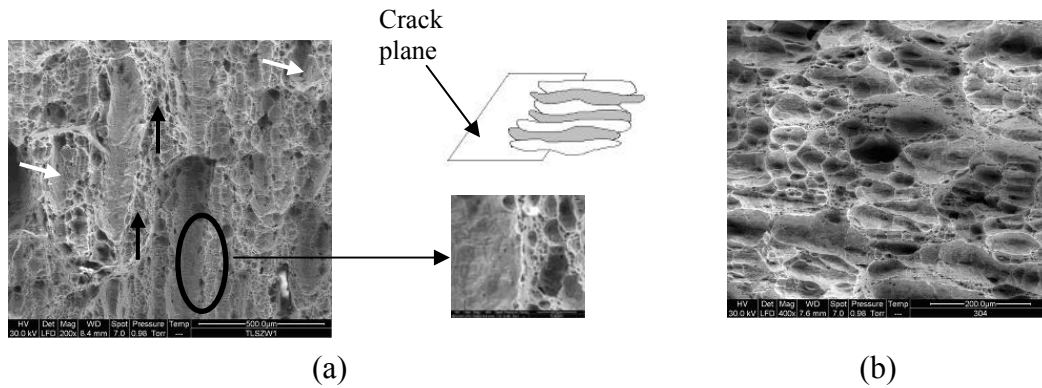 Crack
plane
HV Det Mag WD Spot Pressure Temp 500.0μm
30.0 kV LFD 200x 8.4 mm 7.0 0.98 Torr --- TLSZW1
HV Det Mag WD Spot Pressure Temp 200.0μm
30.0 kV LFD 400x 7.6 mm 7.0 0.98 Torr --- 304
(a)
(b)